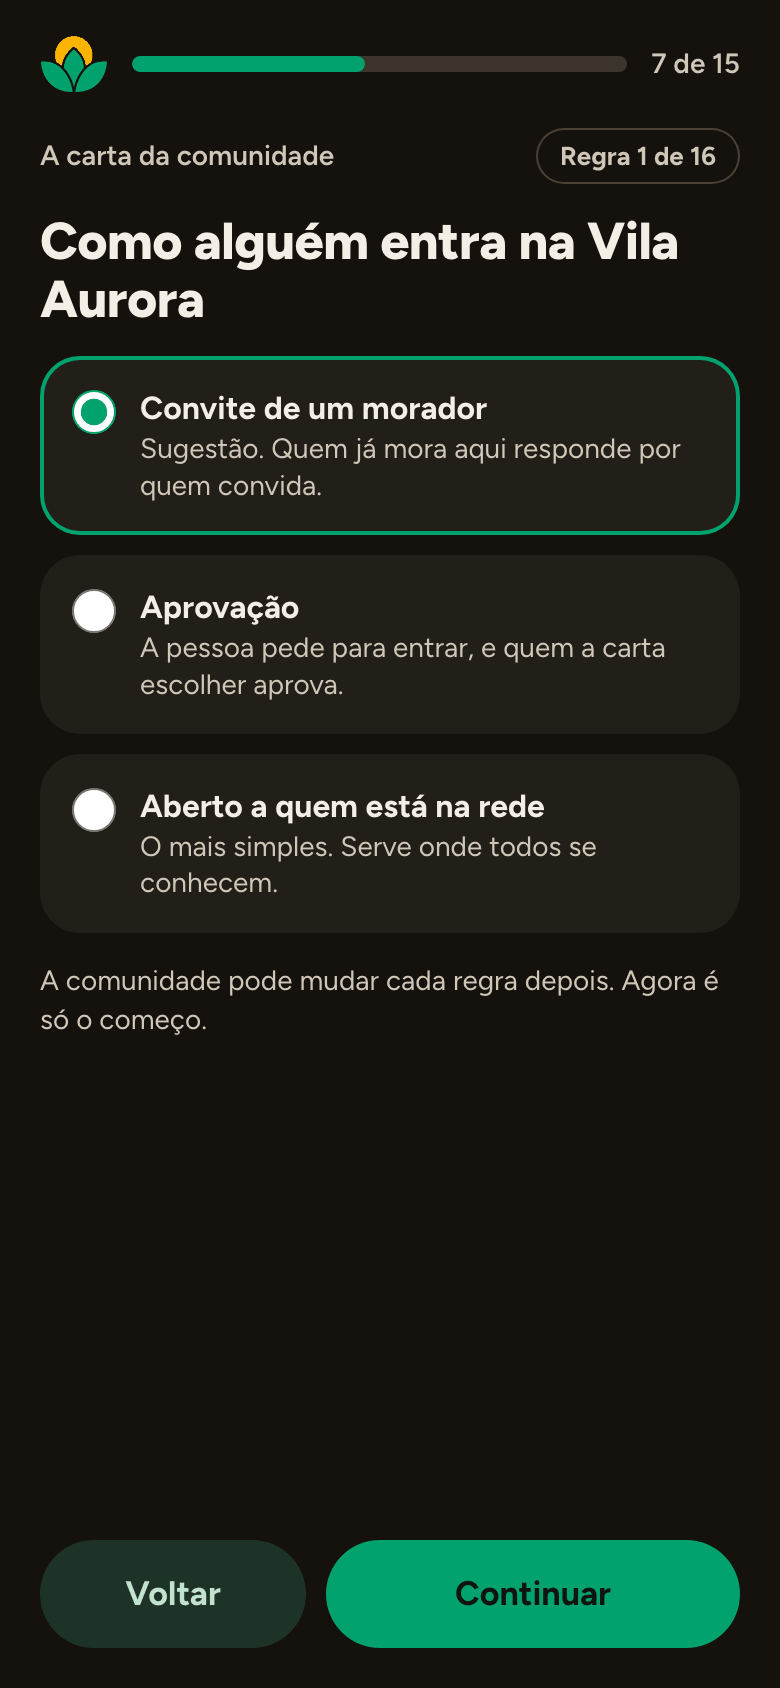 7 de 15
A carta da comunidade
Regra 1 de 16
Como alguém entra na Vila
Aurora
Convite de um morador
Sugestão. Quem já mora aqui responde por
quem convida.
Aprovação
A pessoa pede para entrar, e quem a carta
escolher aprova.
Aberto a quem está na rede
O mais simples. Serve onde todos se
conhecem.
A comunidade pode mudar cada regra depois. Agora é
só o começo.
Voltar
Continuar